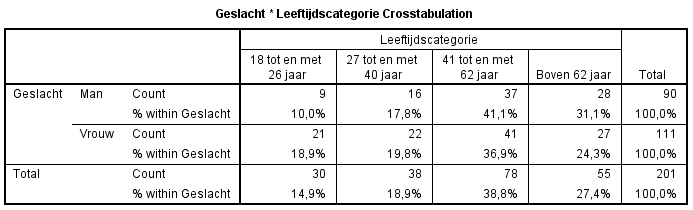 Geslacht * Leeftijdscategorie Crosstabulation
Leeftijdscategorie
18 tot en met 26 jaar 27 tot en met 40 jaar 41 tot en met 62 jaar Boven 62 jaar Total
Geslacht Man Count 9 16 37 28 90
% within Geslacht 10,0% 17,8% 41,1% 31,1% 100,0%
Vrouw Count 21 22 41 27 111
% within Geslacht 18,9% 19,8% 36,9% 24,3% 100,0%
Total Count 30 38 78 55 201
% within Geslacht 14,9% 18,9% 38,8% 27,4% 100,0%